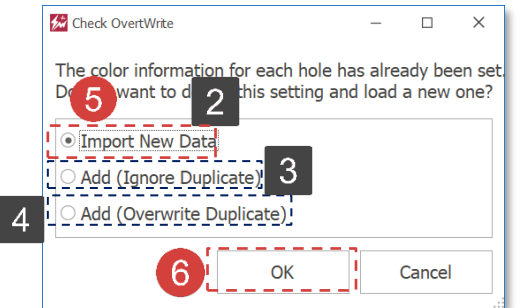 Check OvertWrite
The color information for each hole has already been set.
want to this setting and load a new one?
5
2
Import New Data
Add (Ignore Duplicate)
3
Add (Overwrite Duplicate)
4
6
OK
Cancel